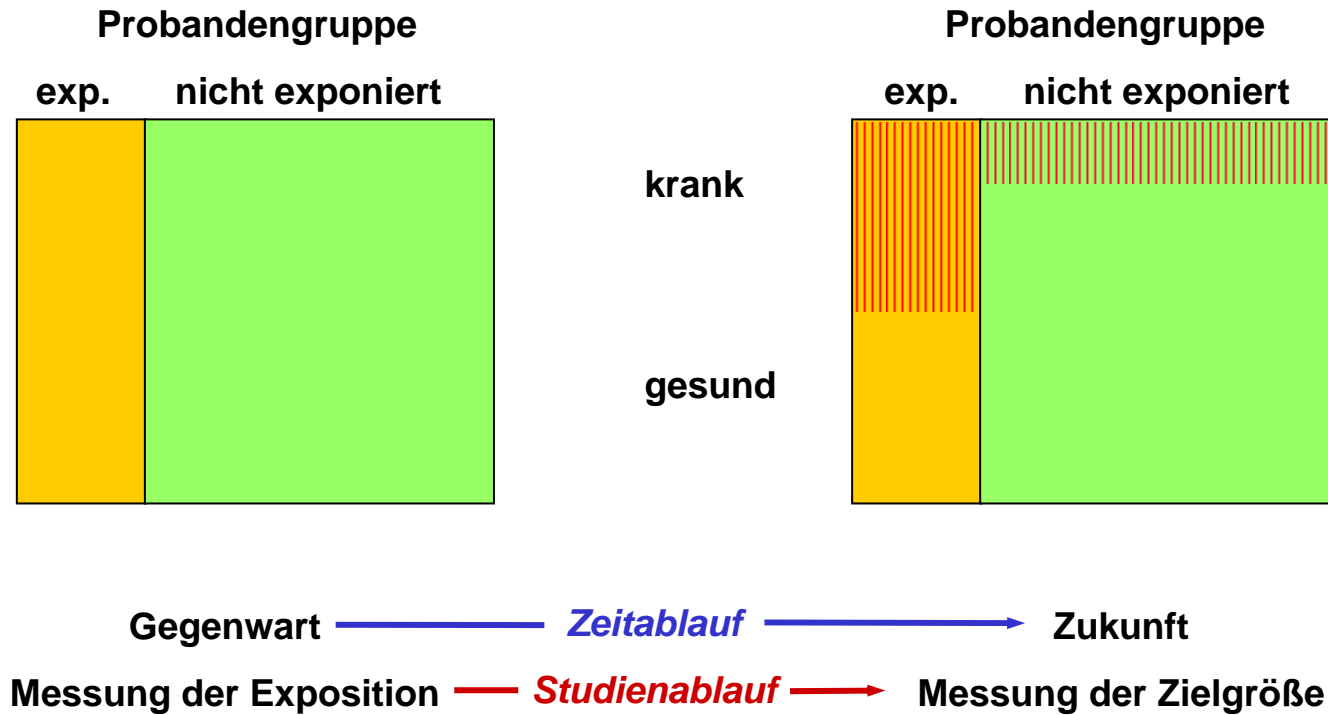 Probandengruppe
exp. nicht exponiert
Probandengruppe
exp. nicht exponiert
krank
gesund
Gegenwart Zeitablauf Zukunft
Messung der Exposition Studienablauf Messung der Zielgröße